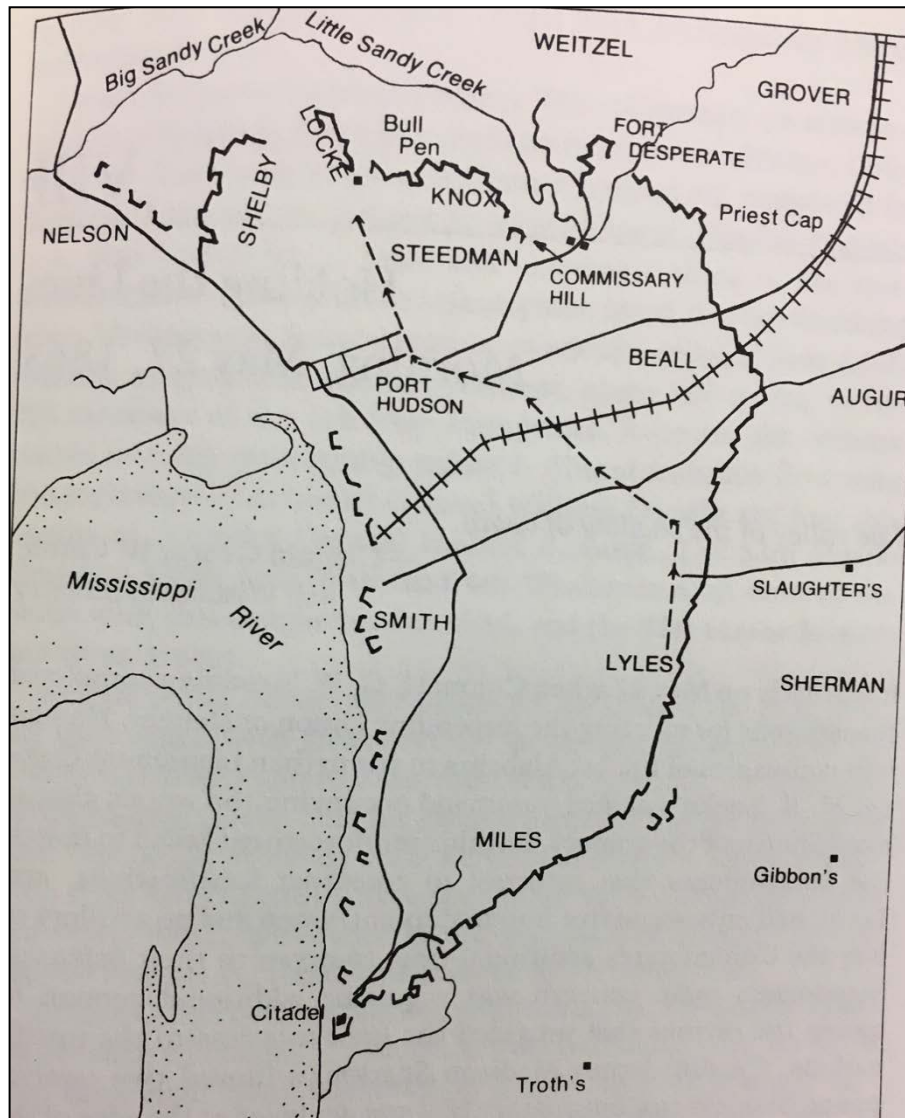 WEITZEL
Little Sandy Creek
Big Sandy Creek
GROVER
LOCKE
Bull
Pen
FORT
DESPERATE
KNOX
SHELBY
Priest Cap
NELSON
STEEDMAN
COMMISSARY
HILL
BEALL
PORT
HUDSON
AUGUR
Mississippi
River
SLAUGHTER'S
SMITH
LYLES
SHERMAN
MILES
Gibbon's
Citadel
Troth's